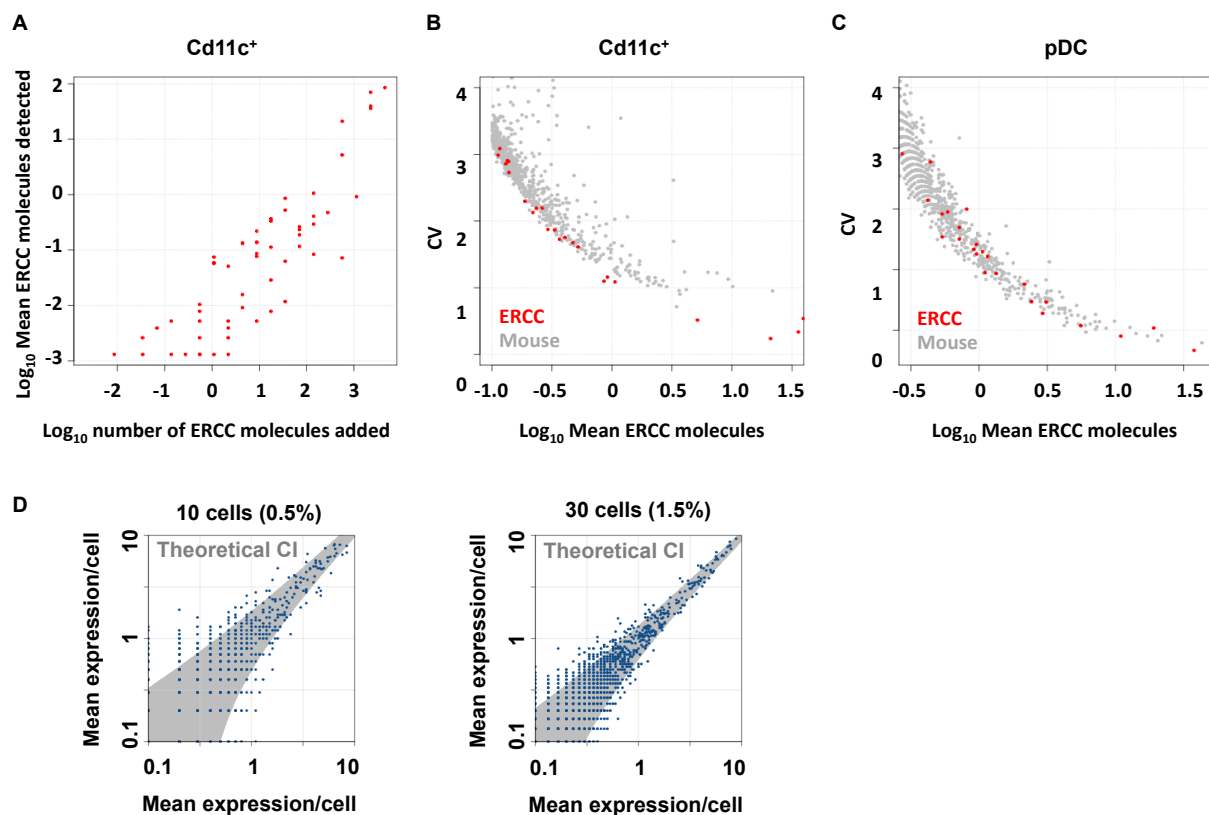 A
Cd11c⁺
Log₁₀ Mean ERCC molecules detected
2
1
-0
-1
-2
-3
-2
-1
0
1
2
3
Log₁₀ number of ERCC molecules added
B
Cd11c⁺
CV
4
3
2
1
0
ERCC
Mouse
-1.0
-0.5
0.0
0.5
1.0
1.5
Log₁₀ Mean ERCC molecules
C
pDC
CV
4
3
2
1
0
ERCC
Mouse
-0.5
0
0.5
1.0
1.5
Log₁₀ Mean ERCC molecules
D
10 cells (0.5%)
Theoretical CI
Mean expression/cell
10
1
0.1
0.1
1
10
Mean expression/cell
30 cells (1.5%)
Theoretical CI
Mean expression/cell
10
1
0.1
0.1
1
10
Mean expression/cell